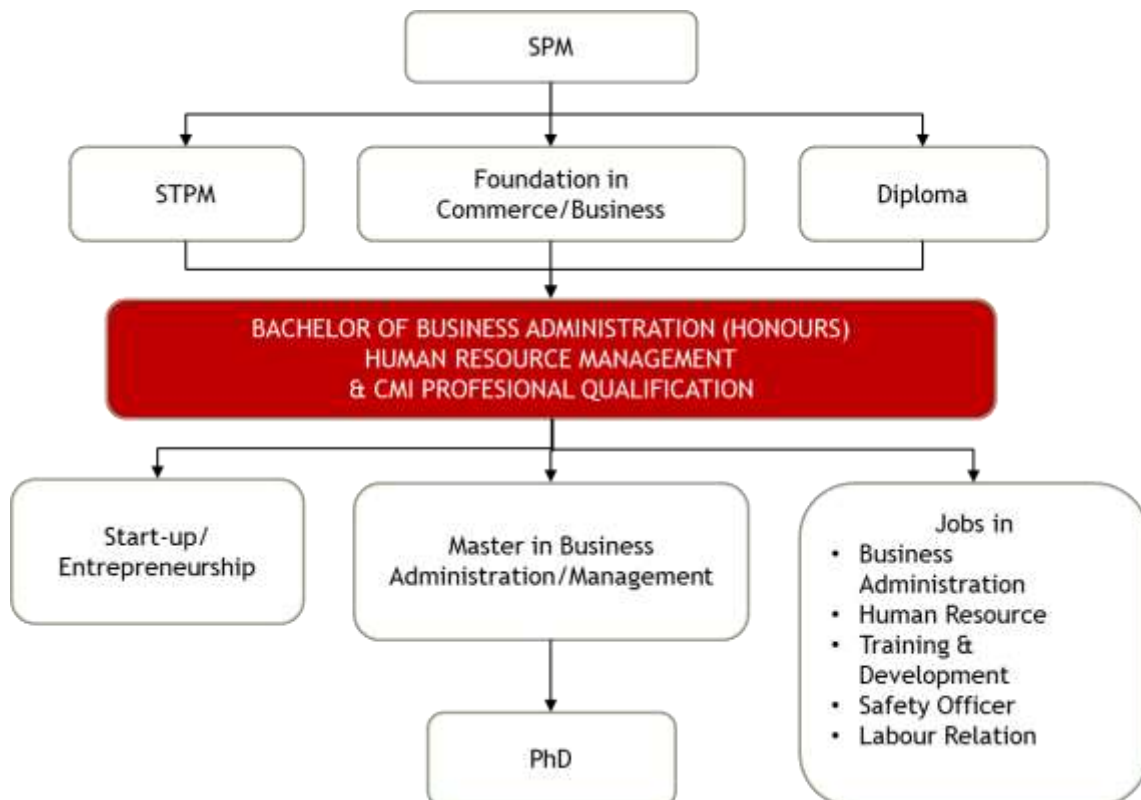 SPM
STPM
Foundation in
Commerce/Business
Diploma
BACHELOR OF BUSINESS ADMINISTRATION (HONOURS)
HUMAN RESOURCE MANAGEMENT
& CMI PROFESIONAL QUALIFICATION
Start-up/
Entrepreneurship
Master in Business
Administration/Management
Jobs in
• Business
Administration
• Human Resource
• Training &
Development
• Safety Officer
• Labour Relation
PhD